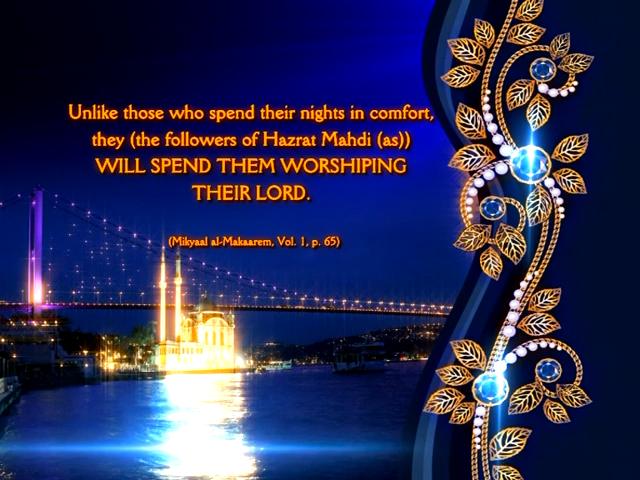 Unlike those who spend their nights in comfort,
they (the followers of Hazrat Mahdi (as))
WILL SPEND THEM WORSHIPING
THEIR LORD.
(Mikyaal al-Makaarem, Vol. 1, p. 65)